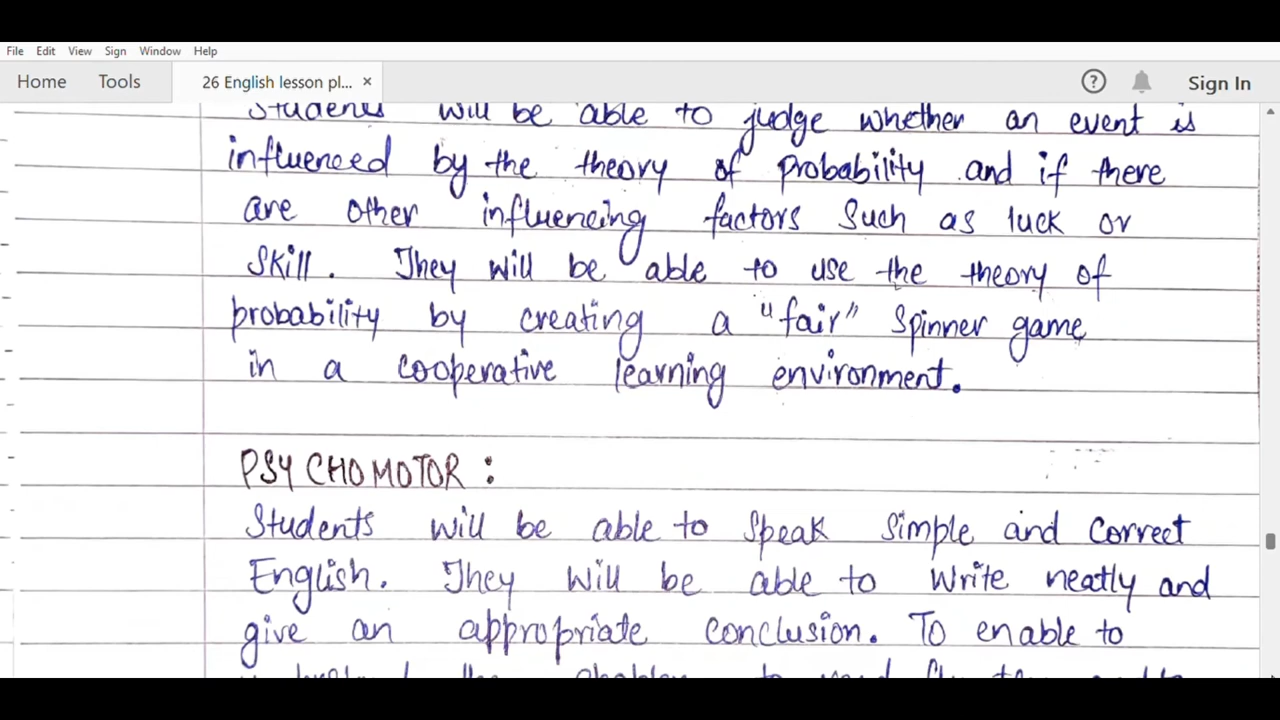 File Edit View Sign Window Help
Home Tools 26 English lesson pl... × ? Sign In
Students will be able to judge whether an event is
influenced by the theory of probability and if there
are other influencing factors such as luck or
skill. They will be able to use the theory of
probability by creating a "fair" spinner game
in a cooperative learning environment.
PSYCHOMOTOR :
Students will be able to speak simple and correct
English. They will be able to write neatly and
give an appropriate conclusion. To enable to